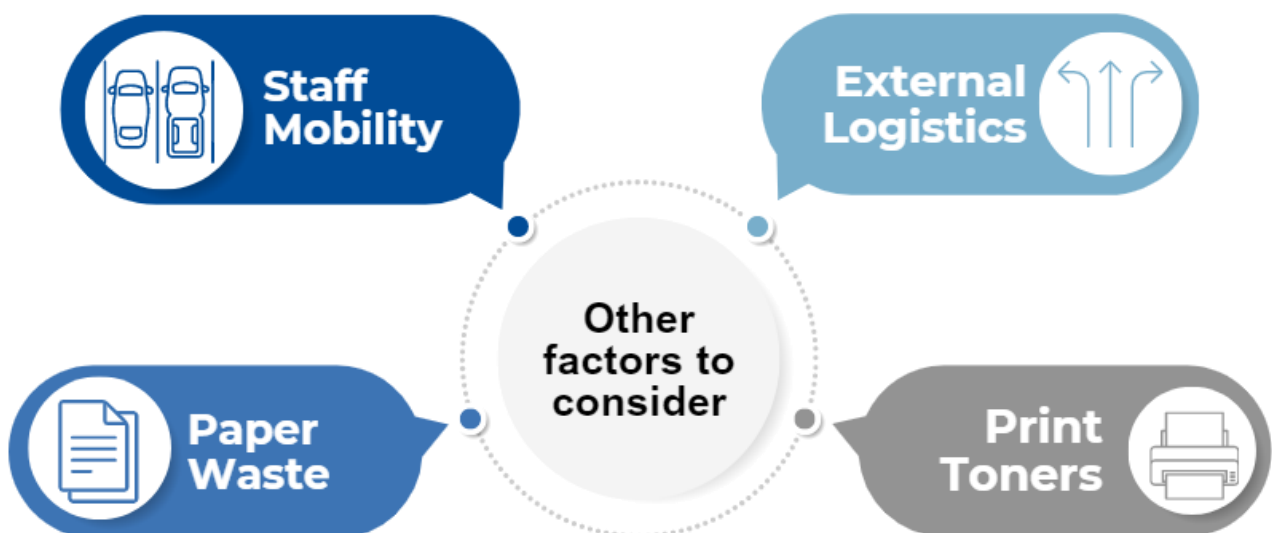 Staff
Mobility
External
Logistics
Other
factors to
consider
Paper
Waste
Print
Toners